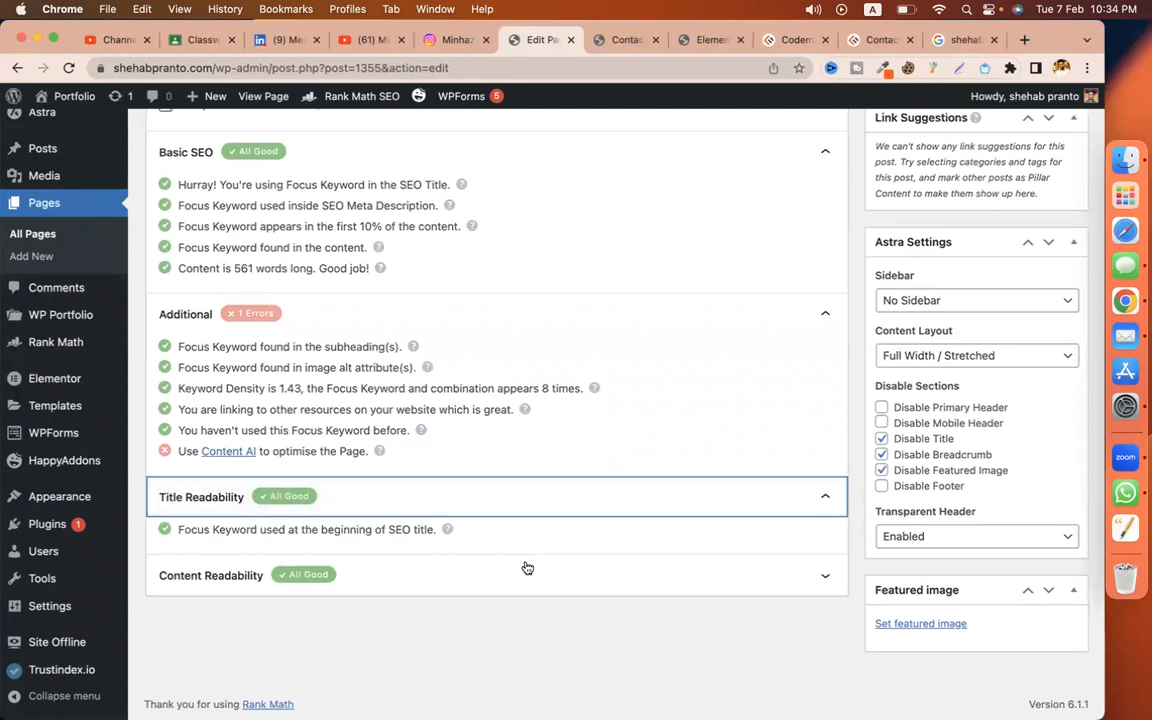 Chrome File Edit View History Bookmarks Profiles Tab Window Help A Tue 7 Feb 10:34 PM
Channe Classw (9) Me (61) Mi Minhaz Edit Pa Contac Elemen Codem Contac shehab
shehabpranto.com/wp-admin/post.php?post=1355&action=edit
Portfolio 1 0 New View Page Rank Math SEO WPForms 5 Howdy, shehab pranto
Astra
Posts
Media
Pages
All Pages
Add New
Comments
WP Portfolio
Rank Math
Elementor
Templates
WPForms
HappyAddons
Appearance
Plugins 1
Users
Tools
Settings
Site Offline
Trustindex.io
Collapse menu
Basic SEO All Good
Hurray! You're using Focus Keyword in the SEO Title.
Focus Keyword used inside SEO Meta Description.
Focus Keyword appears in the first 10% of the content.
Focus Keyword found in the content.
Content is 561 words long. Good job!
Additional × 1 Errors
Focus Keyword found in the subheading(s).
Focus Keyword found in image alt attribute(s).
Keyword Density is 1.43, the Focus Keyword and combination appears 8 times.
You are linking to other resources on your website which is great.
You haven't used this Focus Keyword before.
Use Content AI to optimise the Page.
Title Readability All Good
Focus Keyword used at the beginning of SEO title.
Content Readability All Good
Link Suggestions
We can't show any link suggestions for this
post. Try selecting categories and tags for
this post, and mark other posts as Pillar
Content to make them show up here.
Astra Settings
Sidebar
No Sidebar
Content Layout
Full Width / Stretched
Disable Sections
Disable Primary Header
Disable Mobile Header
Disable Title
Disable Breadcrumb
Disable Featured Image
Disable Footer
Transparent Header
Enabled
Featured image
Set featured image
Thank you for using Rank Math
Version 6.1.1
zoom